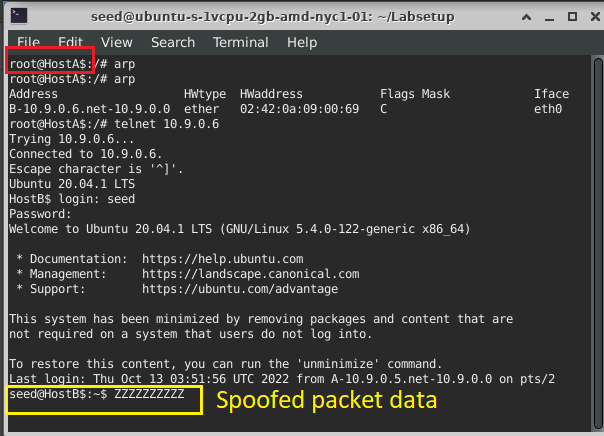 seed@ubuntu-s-1vcpu-2gb-amd-nyc1-01: ~/Labsetup
File Edit View Search Terminal Help
root@HostA$:/# arp
root@HostA$:/# arp
Address HWtype HWaddress Flags Mask Iface
B-10.9.0.6.net-10.9.0.0 ether 02:42:0a:09:00:69 C eth0
root@HostA$:/# telnet 10.9.0.6
Trying 10.9.0.6...
Connected to 10.9.0.6.
Escape character is '^]'.
Ubuntu 20.04.1 LTS
HostB$ login: seed
Password:
Welcome to Ubuntu 20.04.1 LTS (GNU/Linux 5.4.0-122-generic x86_64)
* Documentation: https://help.ubuntu.com
* Management: https://landscape.canonical.com
* Support: https://ubuntu.com/advantage
This system has been minimized by removing packages and content that are
not required on a system that users do not log into.
To restore this content, you can run the 'unminimize' command.
Last login: Thu Oct 13 03:51:56 UTC 2022 from A-10.9.0.5.net-10.9.0.0 on pts/2
seed@HostB$:~$ ZZZZZZZZZZ Spoofed packet data